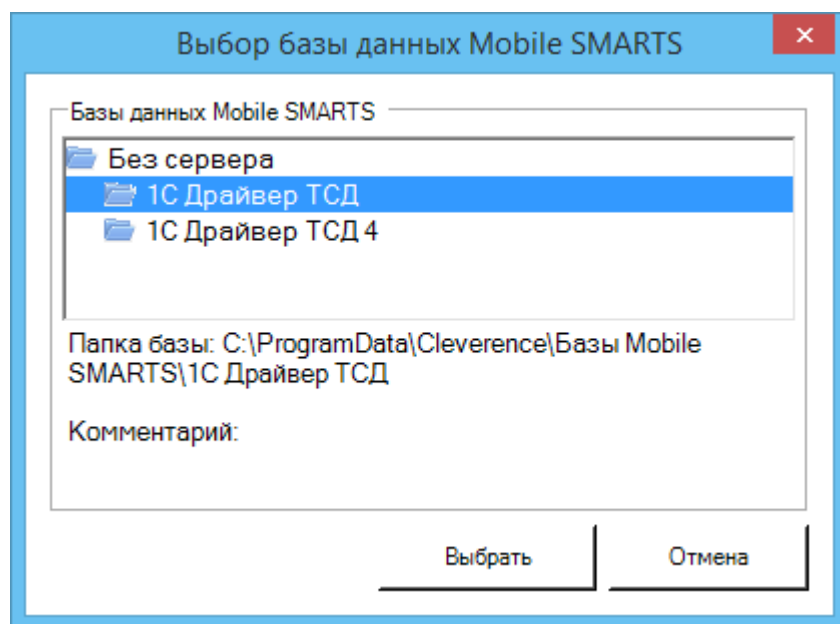 Выбор базы данных Mobile SMARTS
Базы данных Mobile SMARTS
Без сервера
1С Драйвер ТСД
1С Драйвер ТСД 4
Папка базы: C:\ProgramData\Cleverence\Базы Mobile
SMARTS\1С Драйвер ТСД
Комментарий:
Выбрать
Отмена